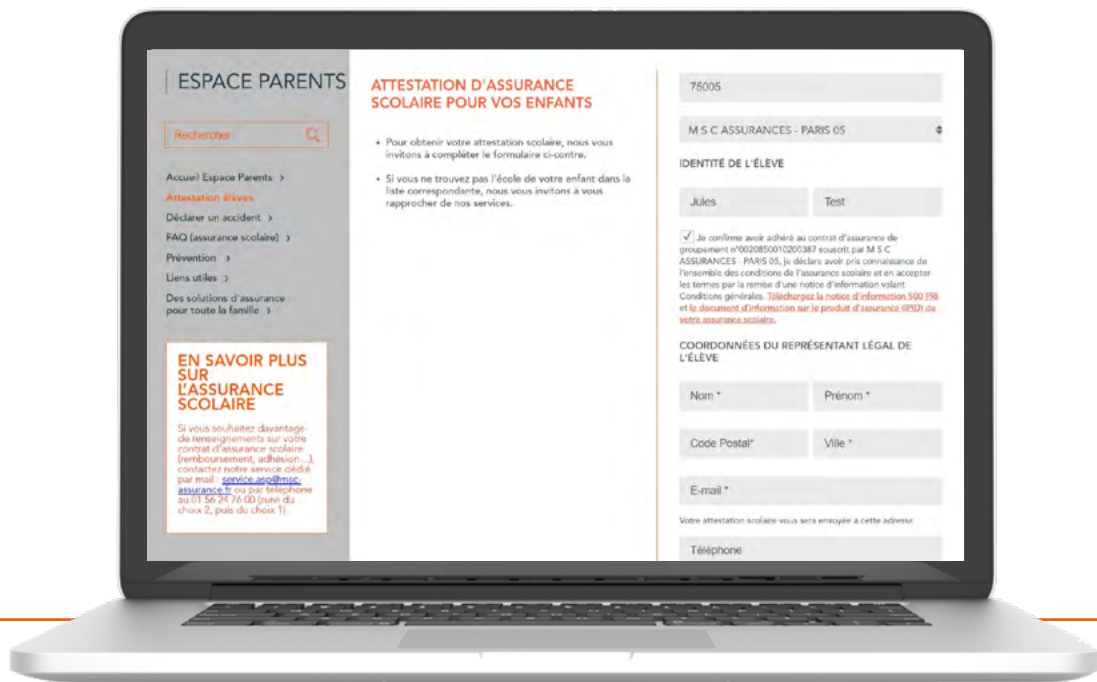 ESPACE PARENTS
Rechercher
Accueil Espace Parents >
Attestation élèves
Déclarer un accident >
FAQ (assurance scolaire) >
Prévention >
Liens utiles >
Des solutions d'assurance
pour toute la famille >
EN SAVOIR PLUS
SUR
L'ASSURANCE
SCOLAIRE
Si vous souhaitez davantage
de renseignements sur votre
contrat d'assurance scolaire
(remboursement, adhésion...),
contactez notre service dédié
par mail : service.asp@msc-
assurance.fr ou par téléphone
au 01 56 24 76 00 (suivi du
choix 2, puis du choix 1)
ATTESTATION D'ASSURANCE
SCOLAIRE POUR VOS ENFANTS
• Pour obtenir votre attestation scolaire, nous vous
invitons à compléter le formulaire ci-contre.
• Si vous ne trouvez pas l'école de votre enfant dans la
liste correspondante, nous vous invitons à vous
rapprocher de nos services.
75005
M S C ASSURANCES - PARIS 05
IDENTITÉ DE L'ÉLÈVE
Jules Test
Je confirme avoir adhéré au contrat d'assurance de
groupement n°0020850010200387 souscrit par M S C
ASSURANCES - PARIS 05, je déclare avoir pris connaissance de
l'ensemble des conditions de l'assurance scolaire et en accepter
les termes par la remise d'une notice d'information valant
Conditions générales. Téléchargez la notice d'information 500 PIB
et le document d'information sur le produit d'assurance (IPID) de
votre assurance scolaire.
COORDONNÉES DU REPRÉSENTANT LÉGAL DE
L'ÉLÈVE
Nom * Prénom *
Code Postal* Ville *
E-mail *
Votre attestation scolaire vous sera envoyée à cette adresse
Téléphone